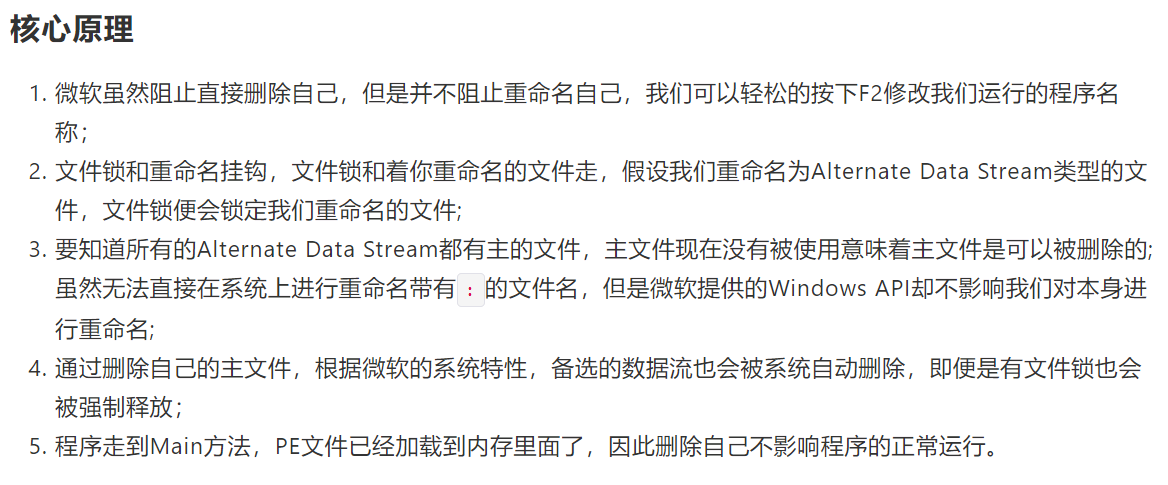 核心原理
1. 微软虽然阻止直接删除自己，但是并不阻止重命名自己，我们可以轻松的按下F2修改我们运行的程序名
称；
2. 文件锁和重命名挂钩，文件锁和着你重命名的文件走，假设我们重命名为Alternate Data Stream类型的文
件，文件锁便会锁定我们重命名的文件;
3. 要知道所有的Alternate Data Stream都有主的文件，主文件现在没有被使用意味着主文件是可以被删除的;
虽然无法直接在系统上进行重命名带有:的文件名，但是微软提供的Windows API却不影响我们对本身进
行重命名;
4. 通过删除自己的主文件，根据微软的系统特性，备选的数据流也会被系统自动删除，即便是有文件锁也会
被强制释放；
5. 程序走到Main方法，PE文件已经加载到内存里面了，因此删除自己不影响程序的正常运行。